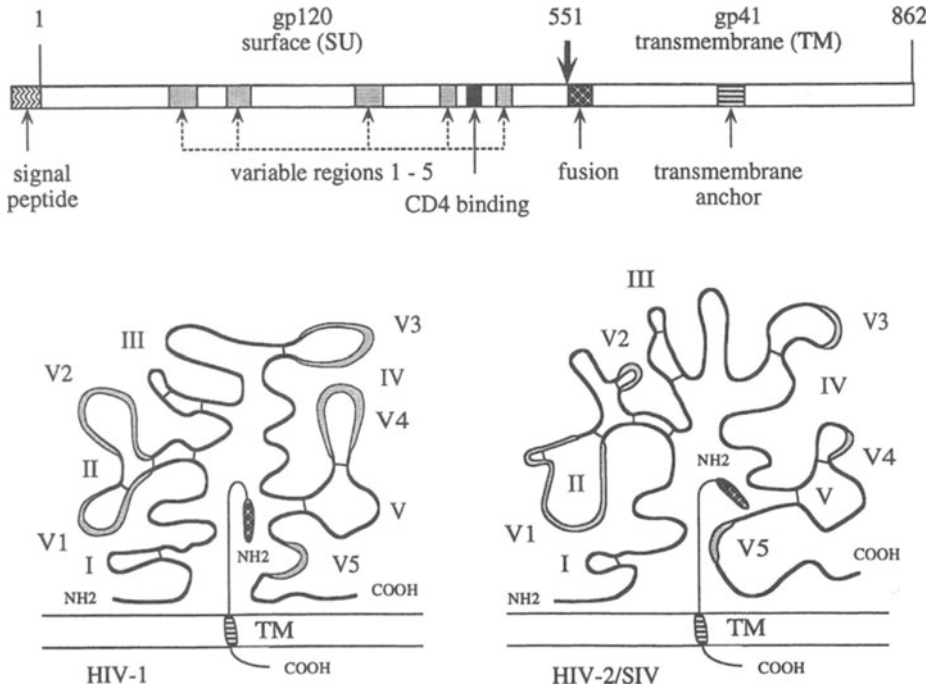 1
gp120
surface (SU)
551
gp41
transmembrane (TM)
862
signal
peptide
variable regions 1 - 5
CD4 binding
fusion
transmembrane
anchor
III
V3
V2
IV
V4
II
V1
I
NH2
V
V5
NH2
COOH
TM
COOH
HIV-1
III
V3
V2
IV
V4
NH2
II
V
V1
V5
I
COOH
NH2
TM
COOH
HIV-2/SIV